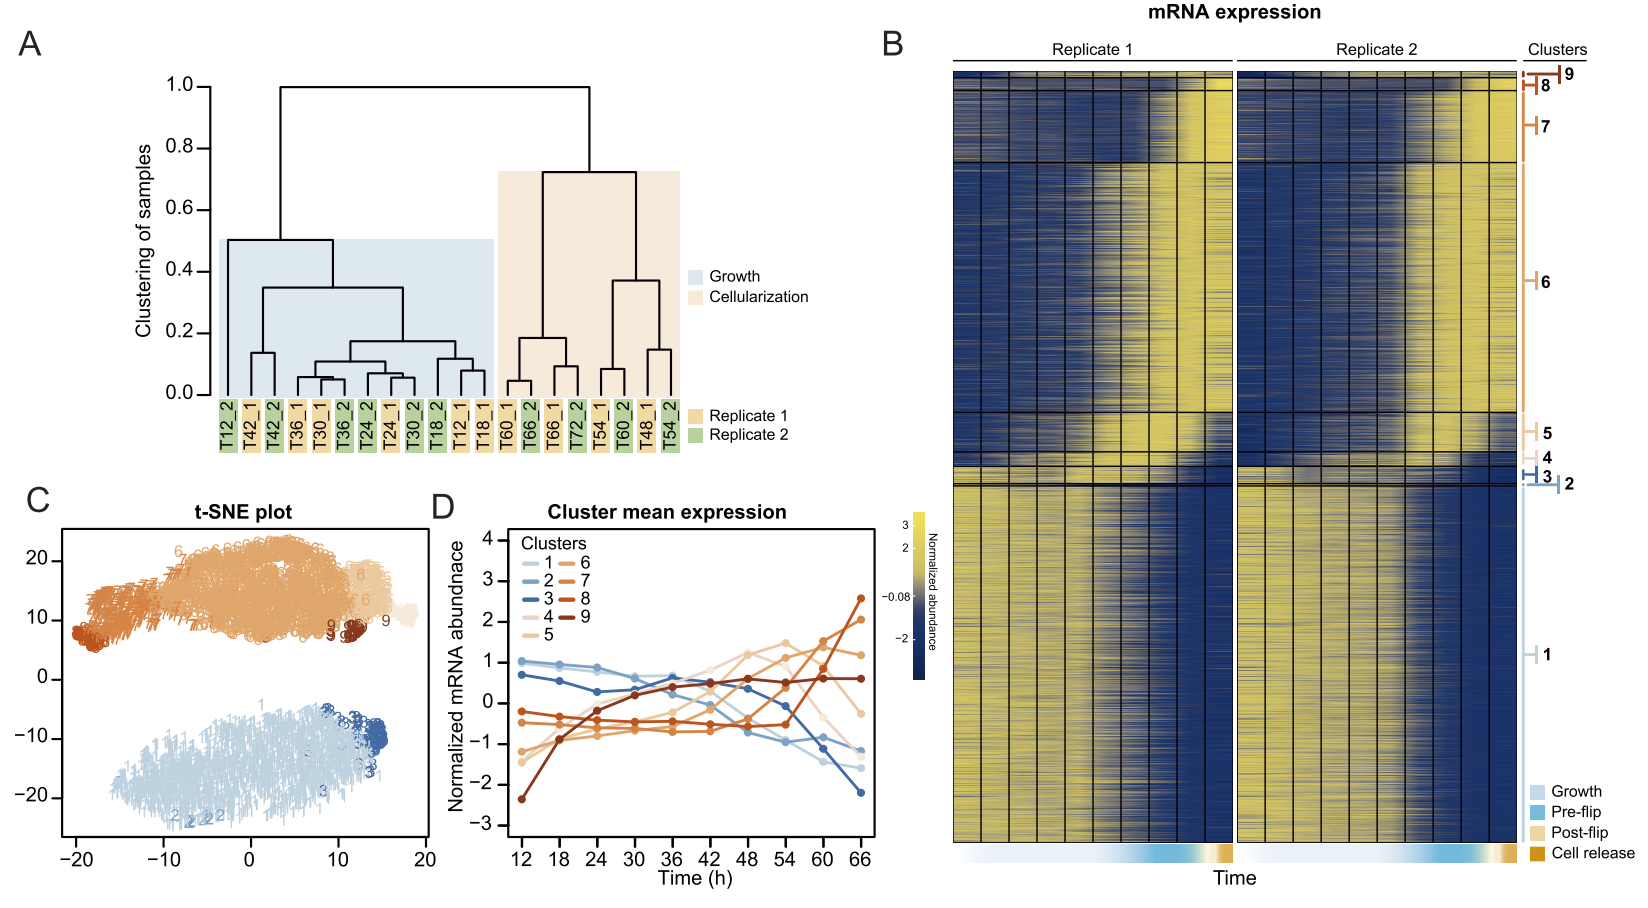 A
Clustering of samples
1.0
0.8
0.6
0.4
0.2
0.0
Growth
Cellularization
T12_2
T42_1
T42_2
T36_1
T30_1
T36_2
T24_2
T24_1
T30_2
T18_2
T12_1
T18_1
T60_1
T66_2
T66_1
T72_2
T54_1
T60_2
T48_1
T54_2
Replicate 1
Replicate 2
B
mRNA expression
Replicate 1
Replicate 2
Clusters
9
8
7
6
5
4
3
2
1
Growth
Pre-flip
Post-flip
Cell release
Time
3
2
−0.08
−2
Normalized abundance
C
t-SNE plot
20
10
0
−10
−20
−20
−10
0
10
20
D
Cluster mean expression
Normalized mRNA abundnace
4
3
2
1
0
−1
−2
−3
Clusters
1 6
2 7
3 8
4 9
5
12 18 24 30 36 42 48 54 60 66
Time (h)